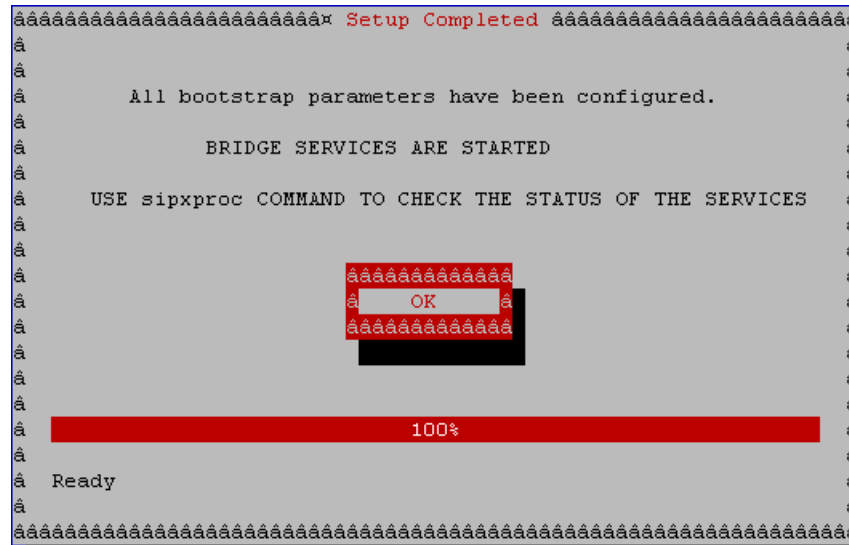 Setup Completed
All bootstrap parameters have been configured.
BRIDGE SERVICES ARE STARTED
USE sipxproc COMMAND TO CHECK THE STATUS OF THE SERVICES
OK
100%
Ready